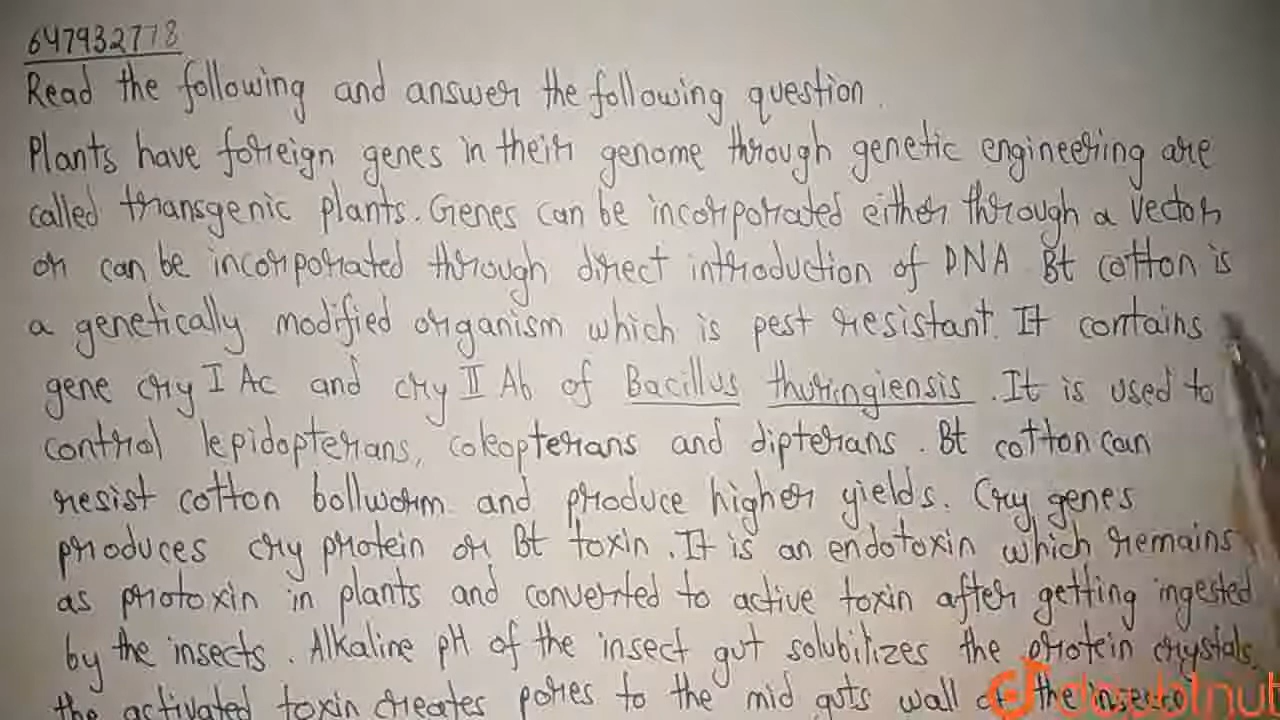 647932778
Read the following and answer the following question.
Plants have foreign genes in their genome through genetic engineering are
called transgenic plants. Genes can be incorporated either through a vector
or can be incorporated through direct introduction of DNA. Bt cotton is
a genetically modified organism which is pest resistant. It contains
gene cry I Ac and cry II Ab of Bacillus thuringiensis. It is used to
control lepidopterans, coleopterans and dipterans. Bt cotton can
resist cotton bollworm and produce higher yields. Cry genes
produces cry protein or Bt toxin. It is an endotoxin which remains
as protoxin in plants and converted to active toxin after getting ingested
by the insects. Alkaline pH of the insect gut solubilizes the protein crystals,
the activated toxin creates pores to the mid guts wall of the insects
doubtnut